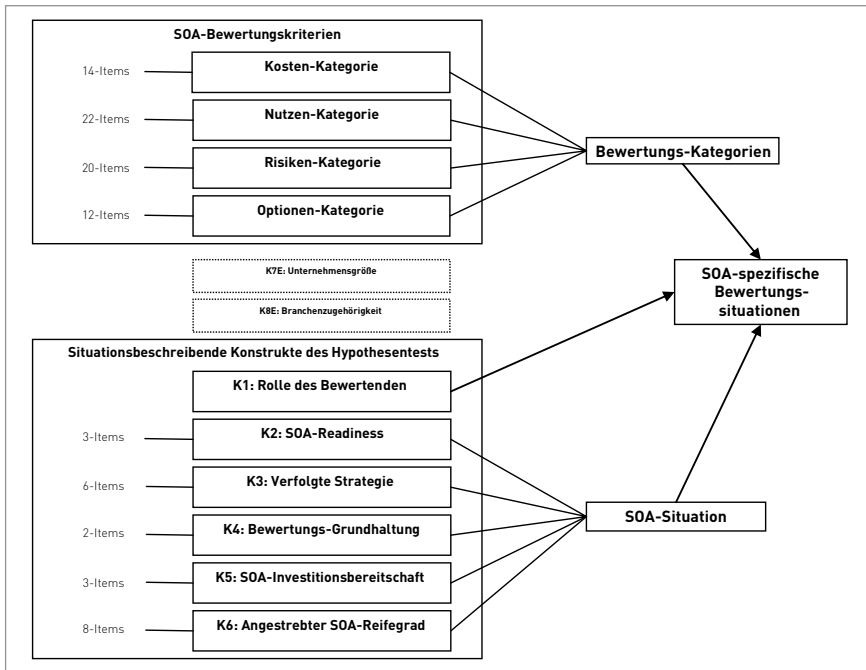 SOA-Bewertungskriterien
14-Items
Kosten-Kategorie
22-Items
Nutzen-Kategorie
20-Items
Risiken-Kategorie
12-Items
Optionen-Kategorie
Bewertungs-Kategorien
K7E: Unternehmensgröße
K8E: Branchenzugehörigkeit
SOA-spezifische
Bewertungs-
situationen
Situationsbeschreibende Konstrukte des Hypothesentests
K1: Rolle des Bewertenden
3-Items
K2: SOA-Readiness
6-Items
K3: Verfolgte Strategie
2-Items
K4: Bewertungs-Grundhaltung
3-Items
K5: SOA-Investitionsbereitschaft
8-Items
K6: Angestrebter SOA-Reifegrad
SOA-Situation